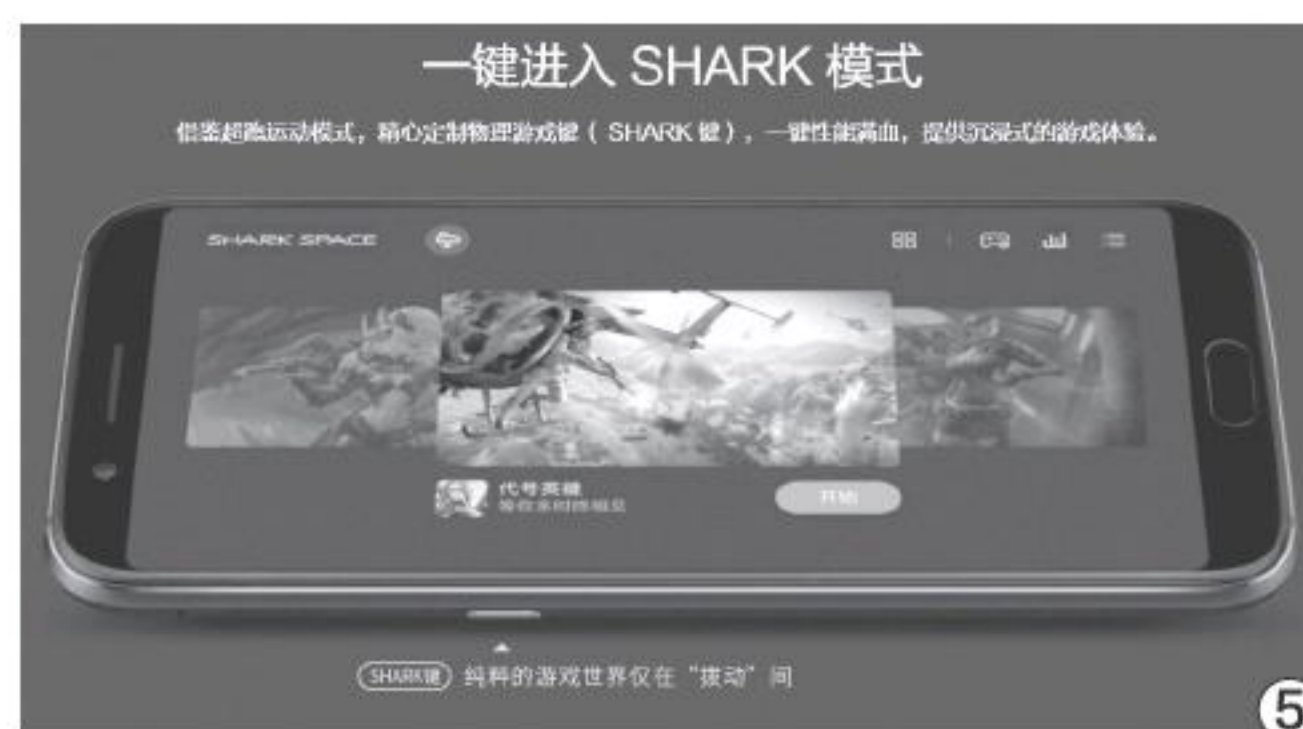 一键进入 SHARK 模式
借鉴超跑运动模式，精心定制物理游戏键（ SHARK 键），一键性能满血，提供沉浸式的游戏体验。
SHARK SPACE
代号英雄
开始
SHARK键 纯粹的游戏世界仅在“拨动”间
5